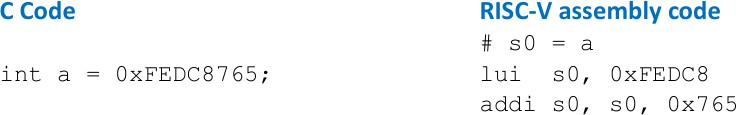 C Code
RISC-V assembly code
# s0 = a
int a = 0xFEDC8765;
lui s0, 0xFEDC8
addi s0, s0, 0x765